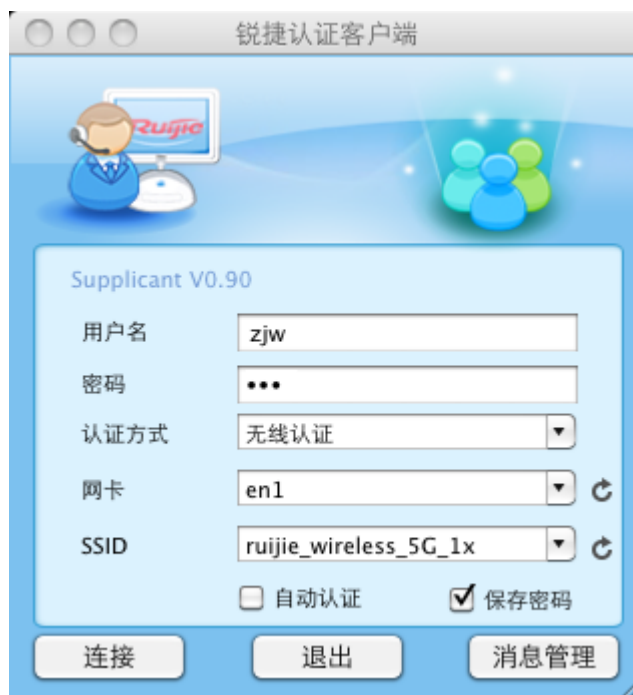 锐捷认证客户端
Ruijie
Supplicant V0.90
用户名 zjw
密码 •••
认证方式 无线认证
网卡 en1
SSID ruijie_wireless_5G_1x
自动认证 保存密码
连接 退出 消息管理